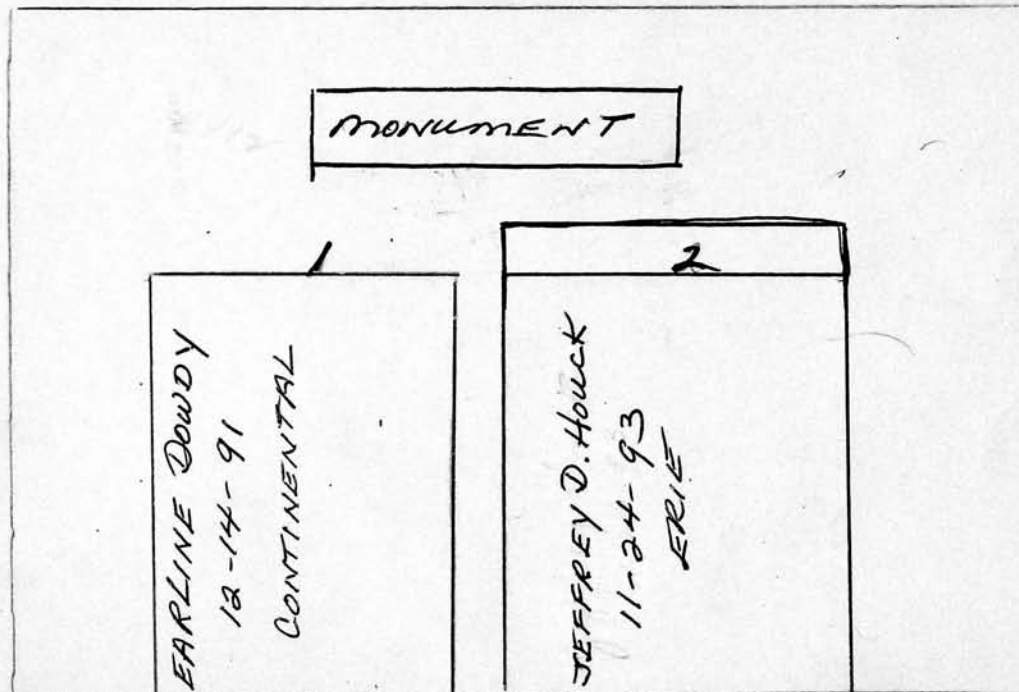 MONUMENT
1
EARLINE DOWDY
12-14-91
CONTINENTAL
2
JEFFREY D. HOUCK
11-24-93
ERIE